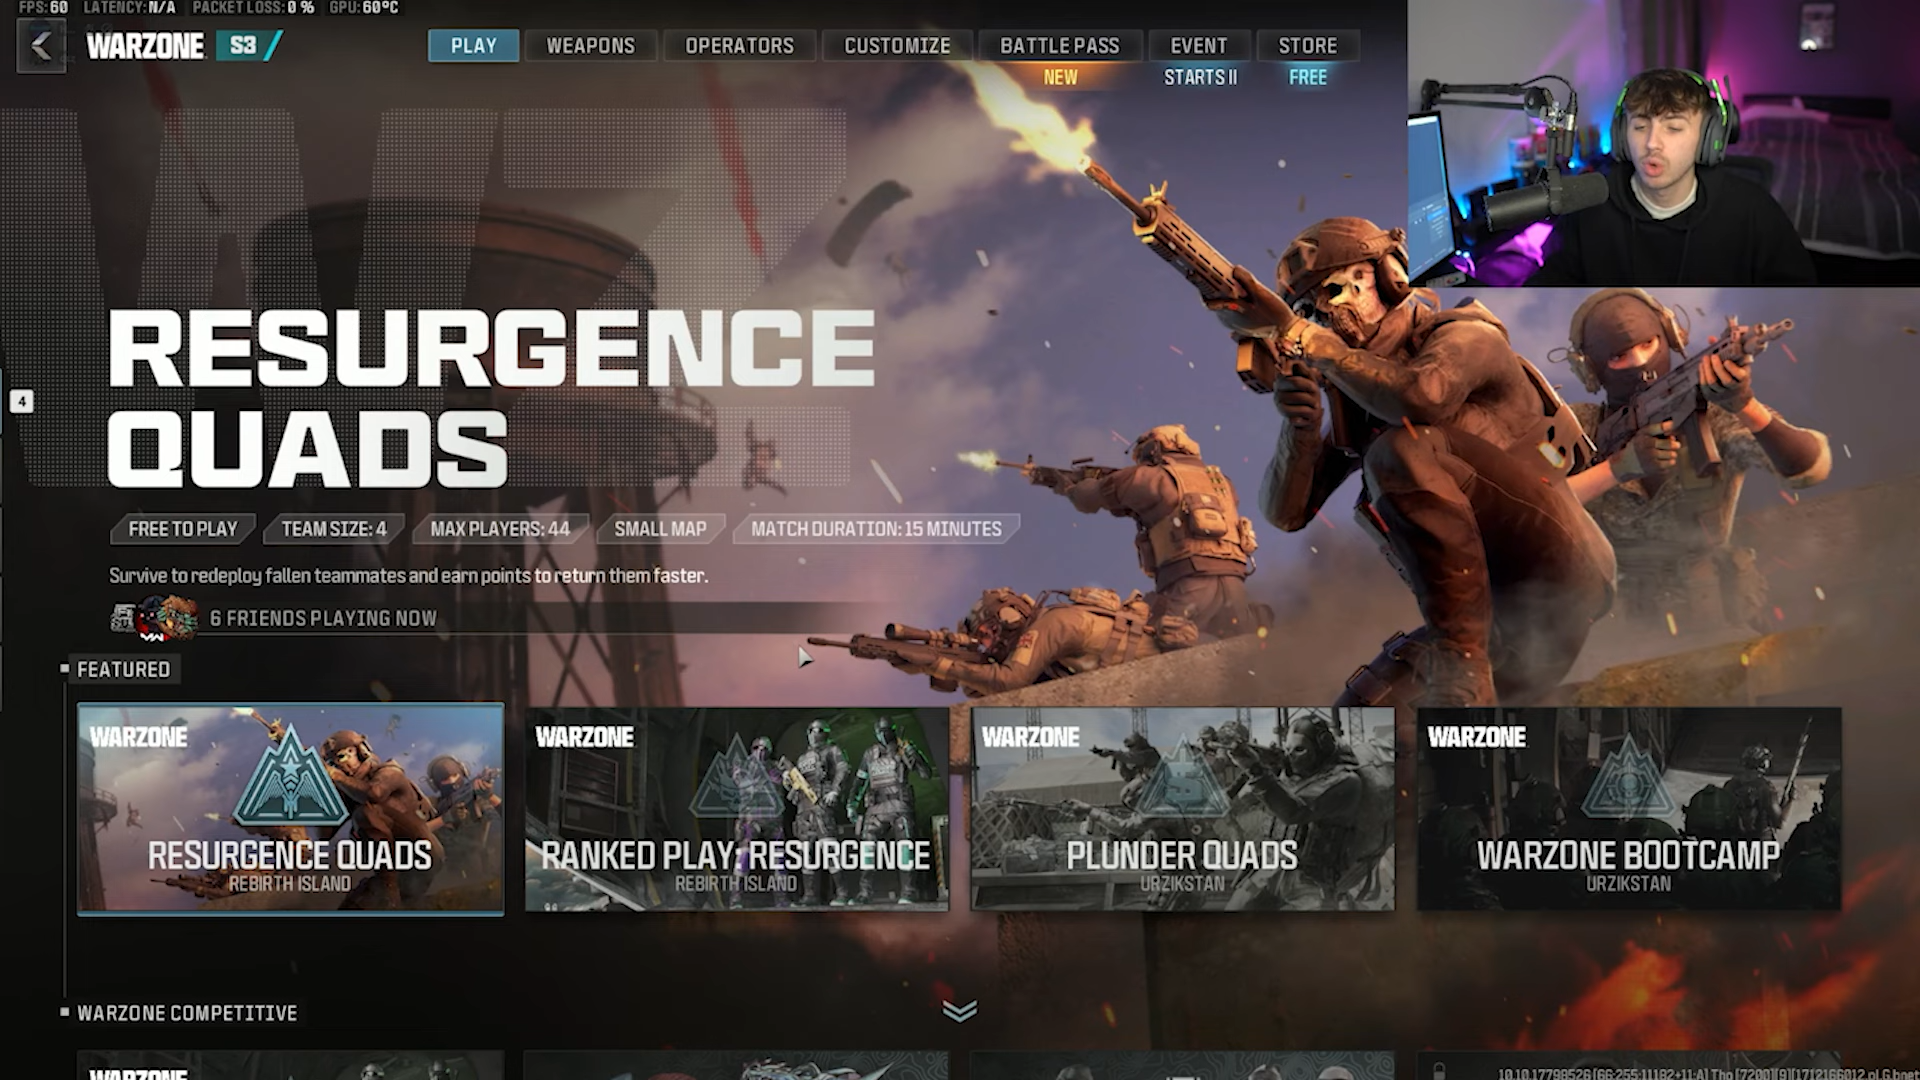 FPS:60 LATENCY:N/A PACKET LOSS:0 % GPU:60°C
WARZONE S3
PLAY WEAPONS OPERATORS CUSTOMIZE BATTLE PASS EVENT STORE
NEW STARTS II FREE
WZ
RESURGENCE
QUADS
4
FREE TO PLAY TEAM SIZE: 4 MAX PLAYERS: 44 SMALL MAP MATCH DURATION: 15 MINUTES
Survive to redeploy fallen teammates and earn points to return them faster.
6 FRIENDS PLAYING NOW
FEATURED
WARZONE WARZONE WARZONE WARZONE
RESURGENCE QUADS RANKED PLAY: RESURGENCE PLUNDER QUADS WARZONE BOOTCAMP
REBIRTH ISLAND REBIRTH ISLAND URZIKSTAN URZIKSTAN
WARZONE COMPETITIVE
WARZONE